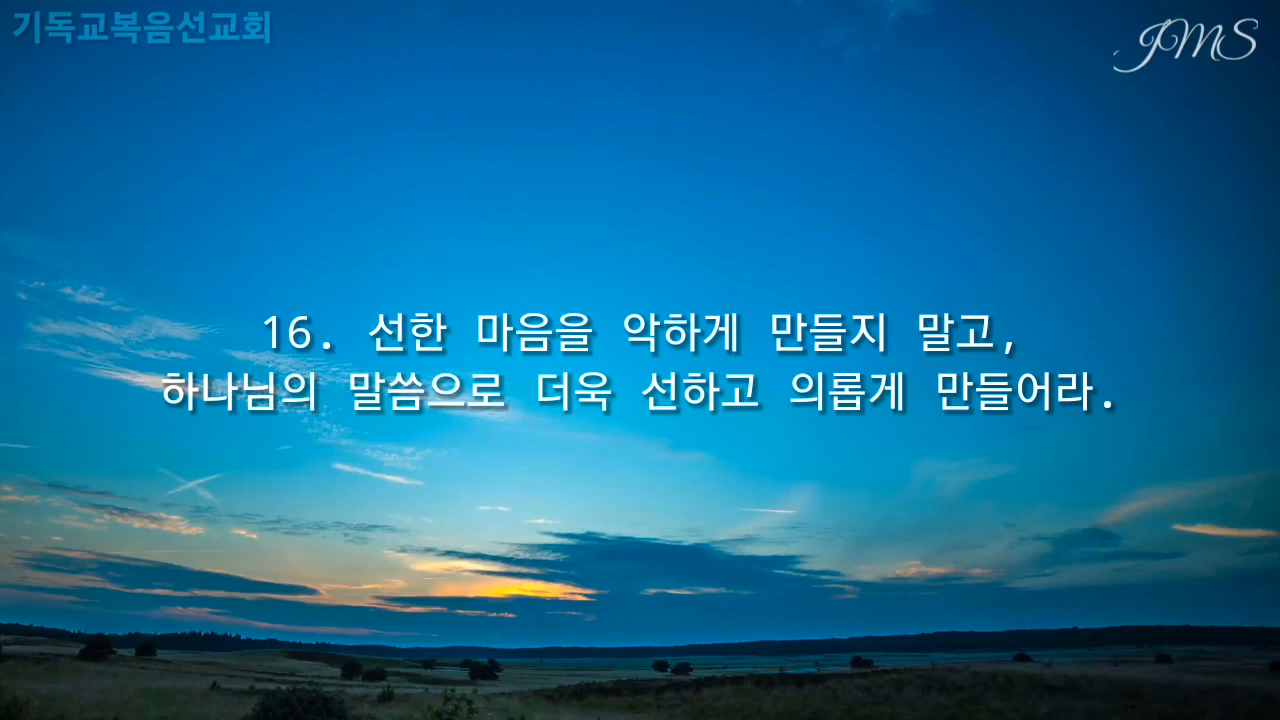 기독교복음선교회
JMS
16. 선한 마음을 악하게 만들지 말고,
하나님의 말씀으로 더욱 선하고 의롭게 만들어라.